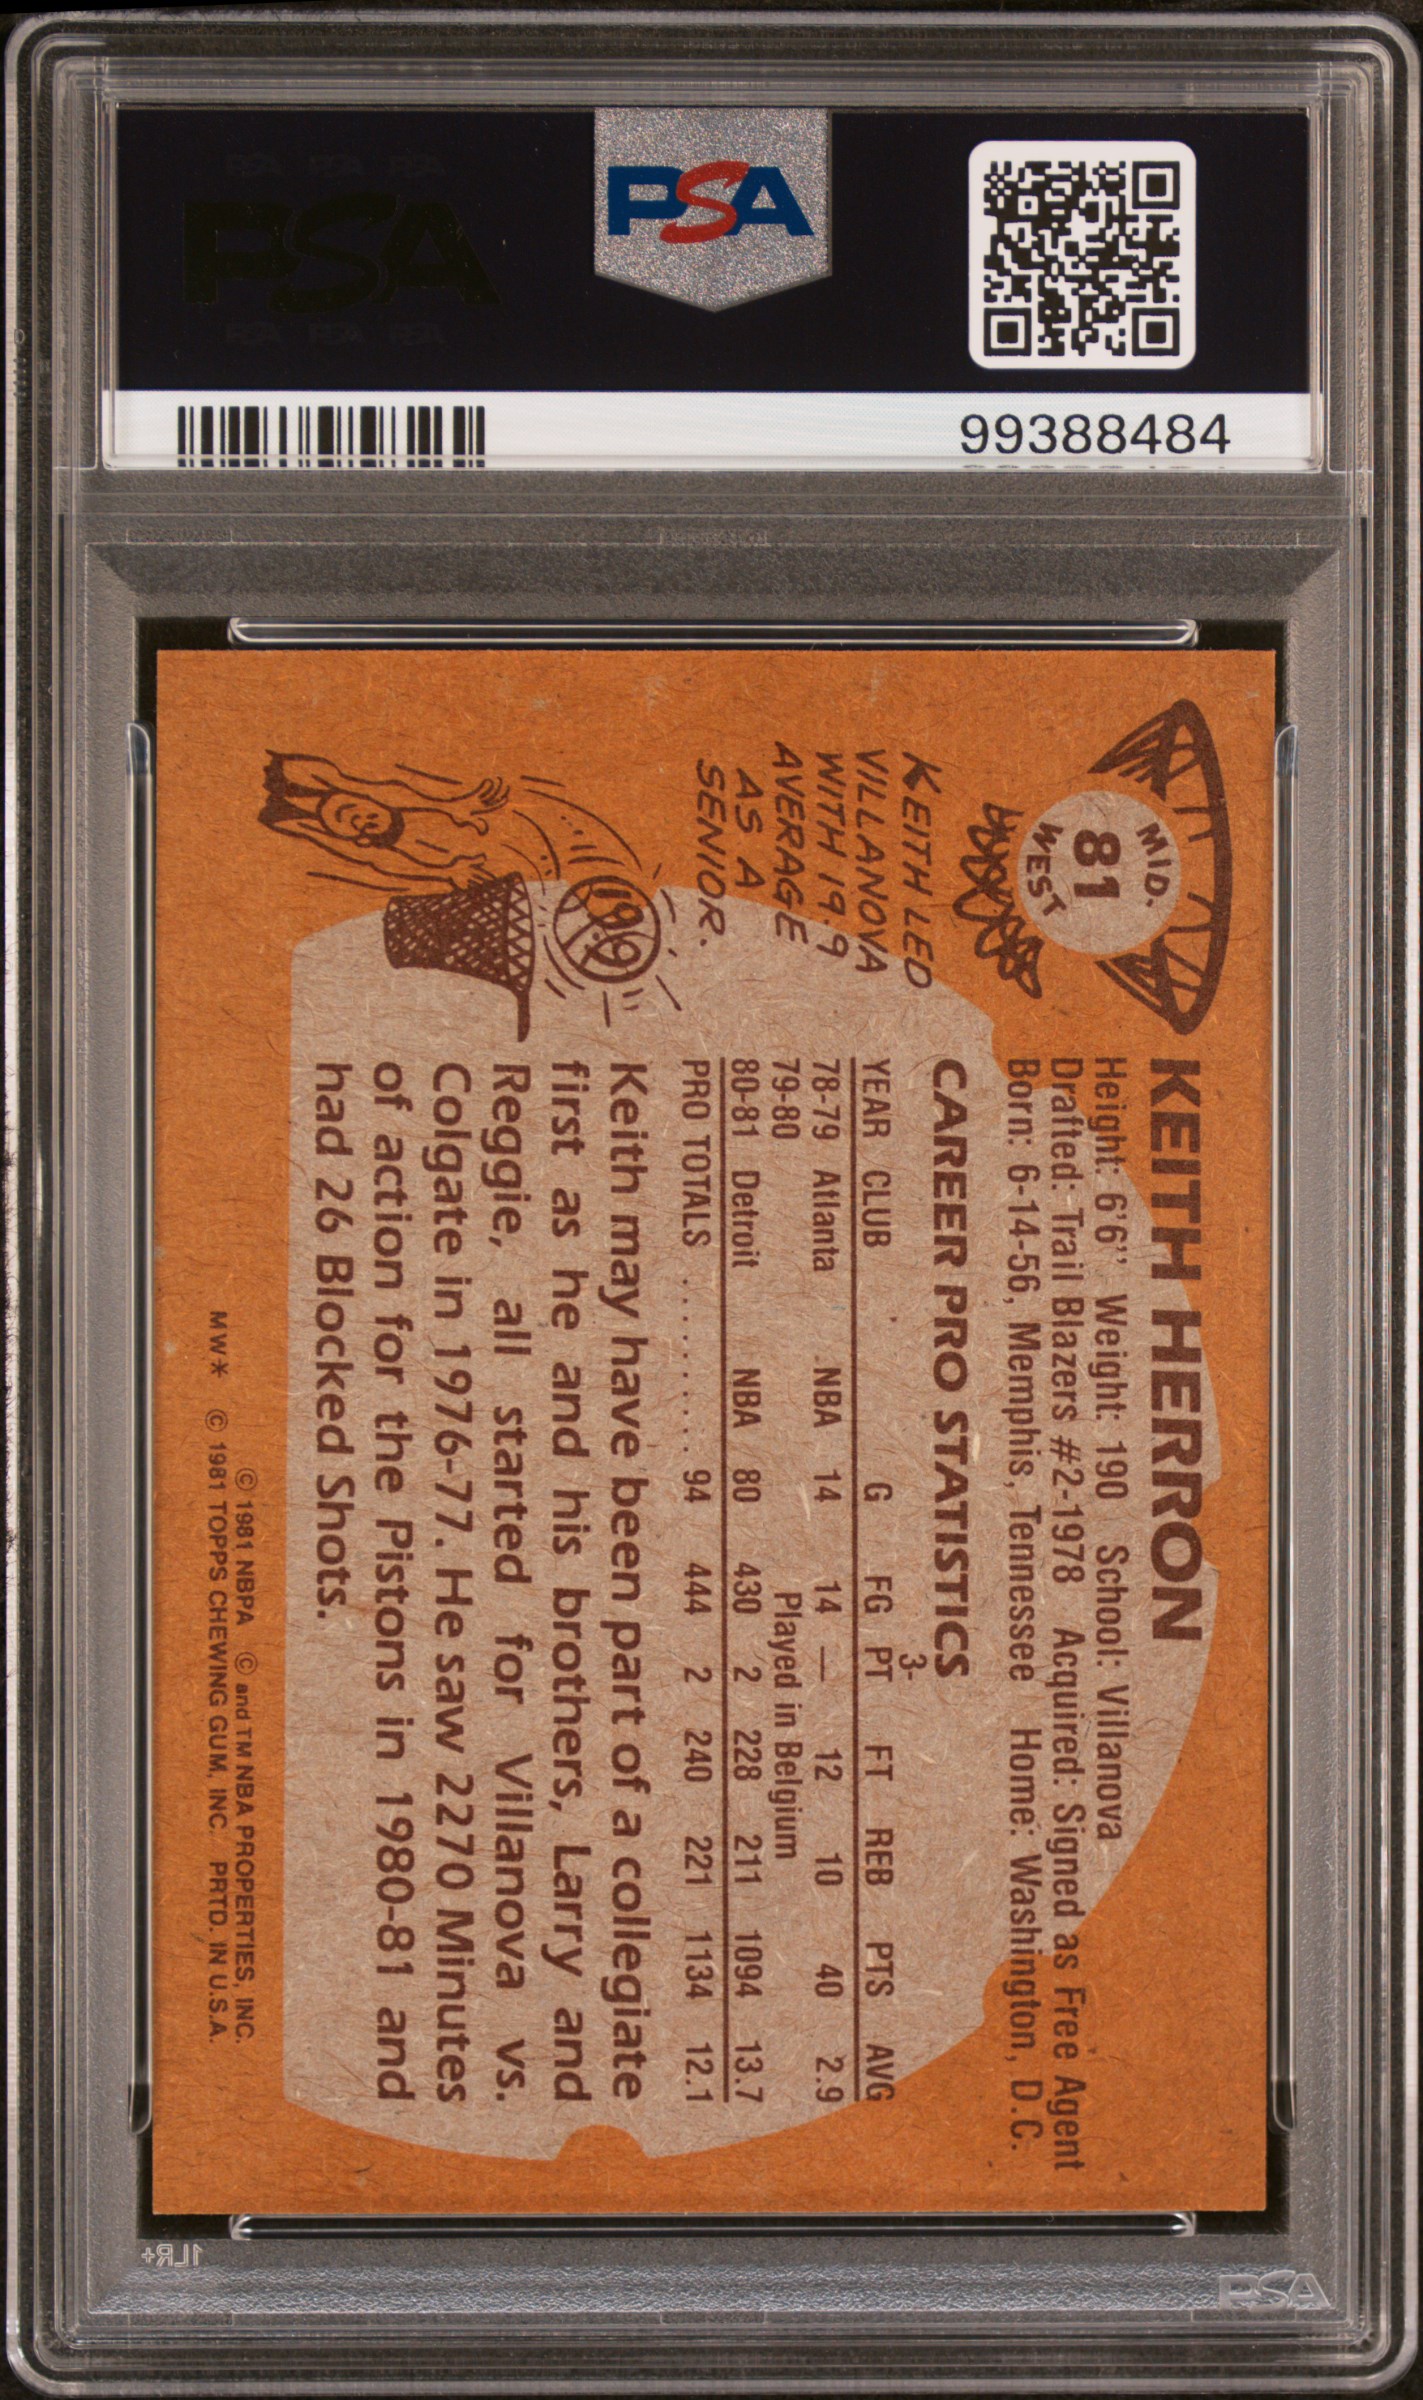 PSA
PSA
99388484
MID.
81
WEST
KEITH LED
VILLANOVA
WITH 19.9
AVERAGE
AS A
SENIOR.
19.9
KEITH HERRON
Height: 6'6" Weight: 190 School: Villanova
Drafted: Trail Blazers #2-1978 Acquired: Signed as Free Agent
Born: 6-14-56, Memphis, Tennessee Home: Washington, D.C.
CAREER PRO STATISTICS
YEAR CLUB G FG 3-PT FT REB PTS AVG
78-79 Atlanta NBA 14 14 — 12 10 40 2.9
79-80 Played in Belgium
80-81 Detroit NBA 80 430 2 228 211 1094 13.7
PRO TOTALS .......... 94 444 2 240 221 1134 12.1
Keith may have been part of a collegiate
first as he and his brothers, Larry and
Reggie, all started for Villanova vs.
Colgate in 1976-77. He saw 2270 Minutes
of action for the Pistons in 1980-81 and
had 26 Blocked Shots.
© 1981 NBPA © and TM NBA PROPERTIES, INC.
MW* © 1981 TOPPS CHEWING GUM, INC. PRTD. IN U.S.A.
1LR+
PSA